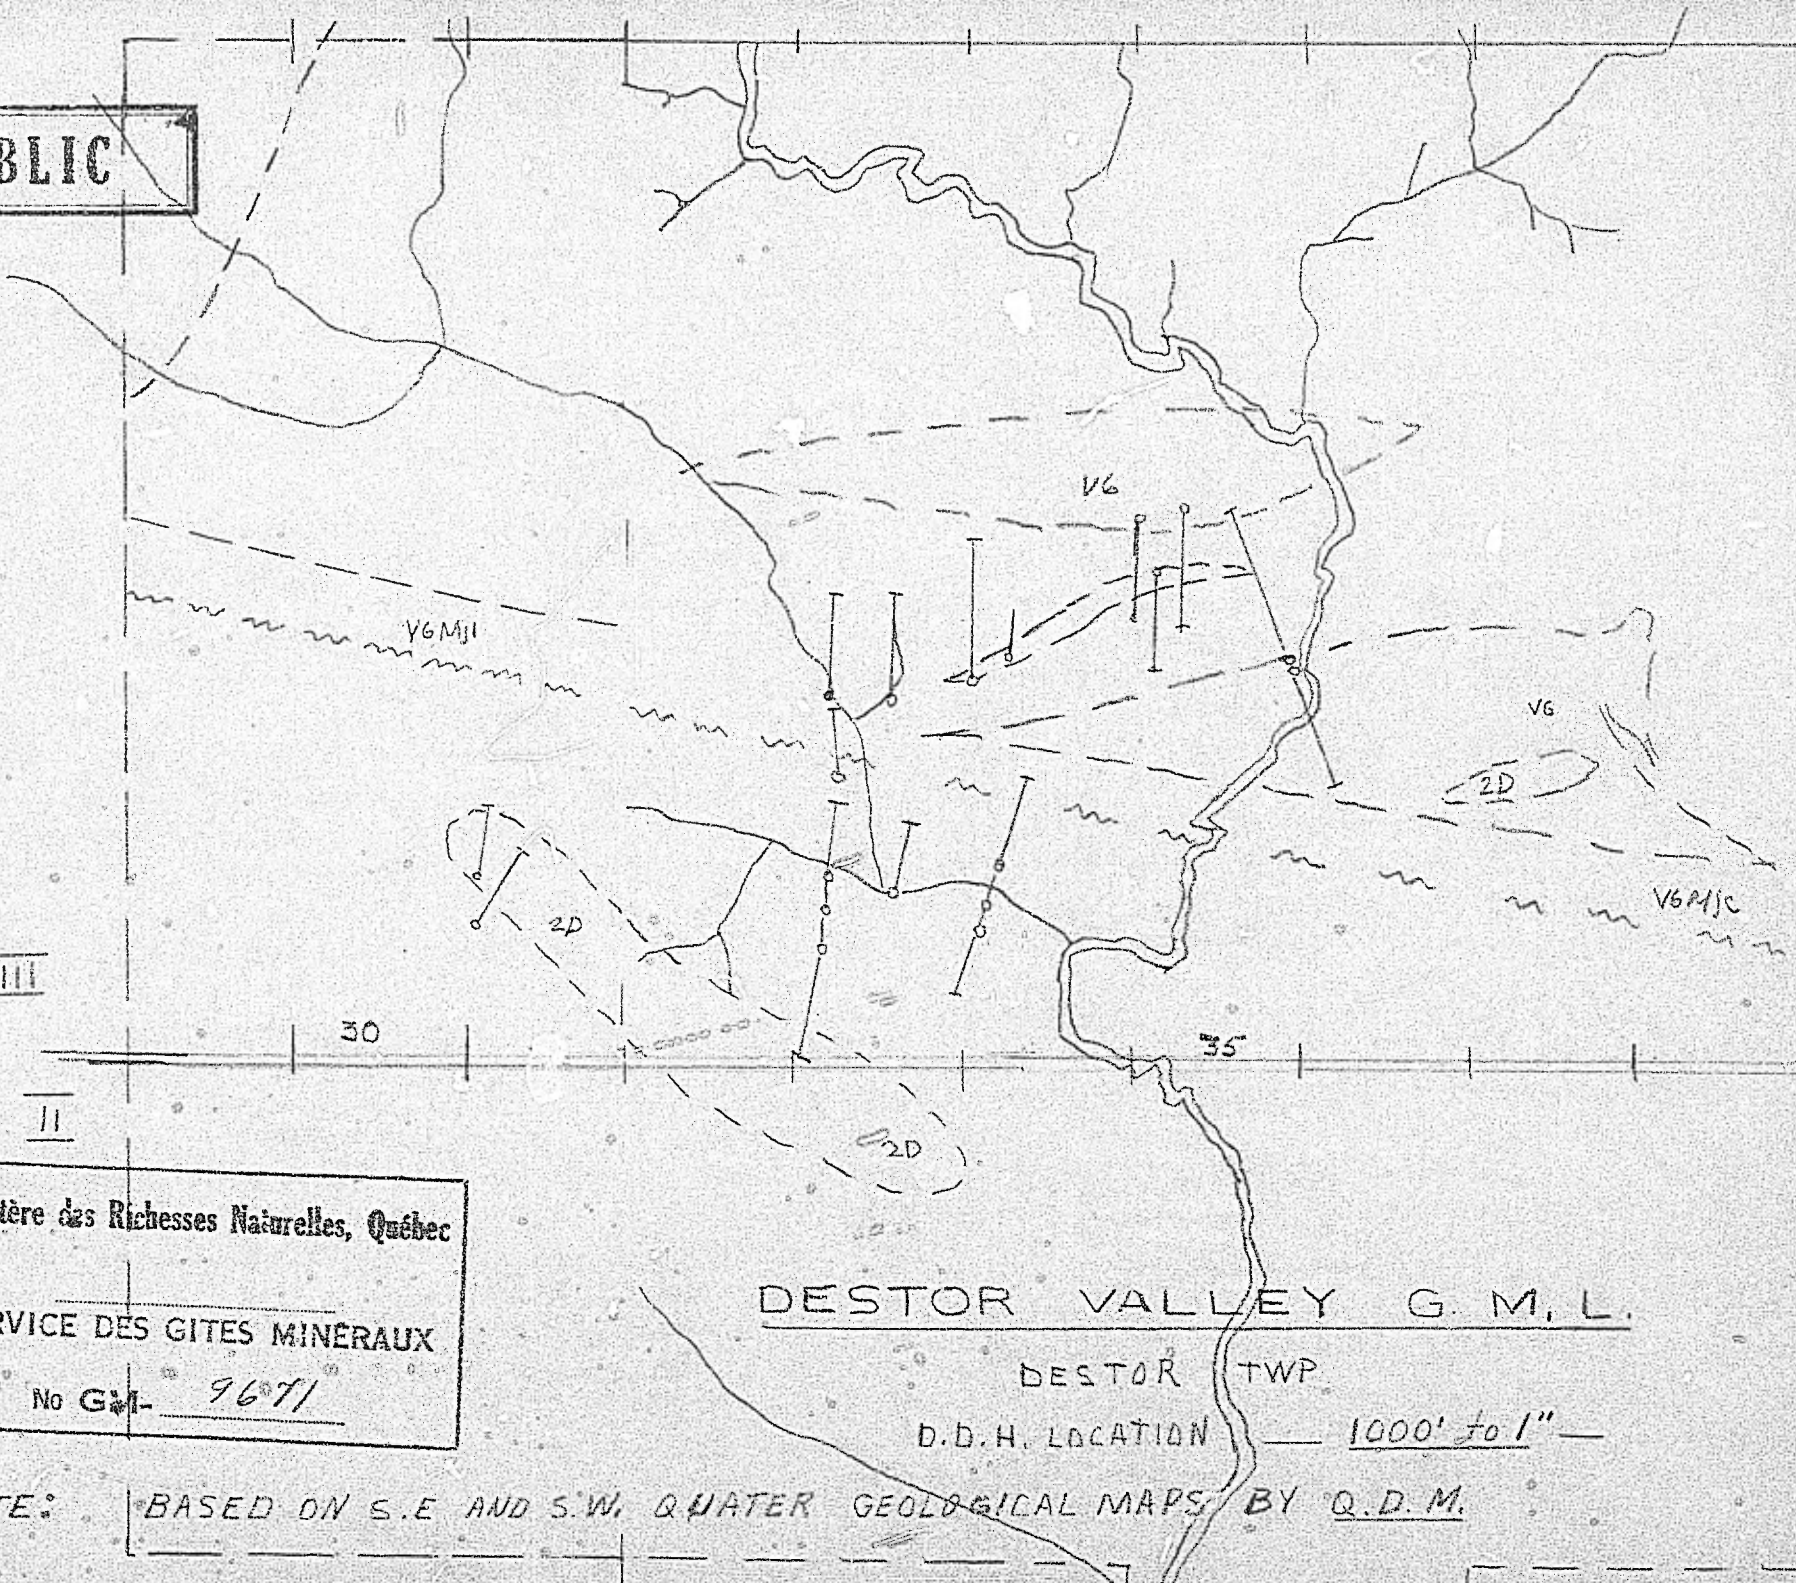 BLIC
V6
V6MJI
V6
2D
V6MJC
2D
III
30
35
II
2D
tère des Richesses Naturelles, Québec
RVICE DES GITES MINÉRAUX
No GM- 9671
DESTOR VALLEY G. M. L.
DESTOR TWP.
D.D.H. LOCATION — 1000' to 1" —
TE: BASED ON S.E AND S.W. QUATER GEOLOGICAL MAPS BY Q.D.M.